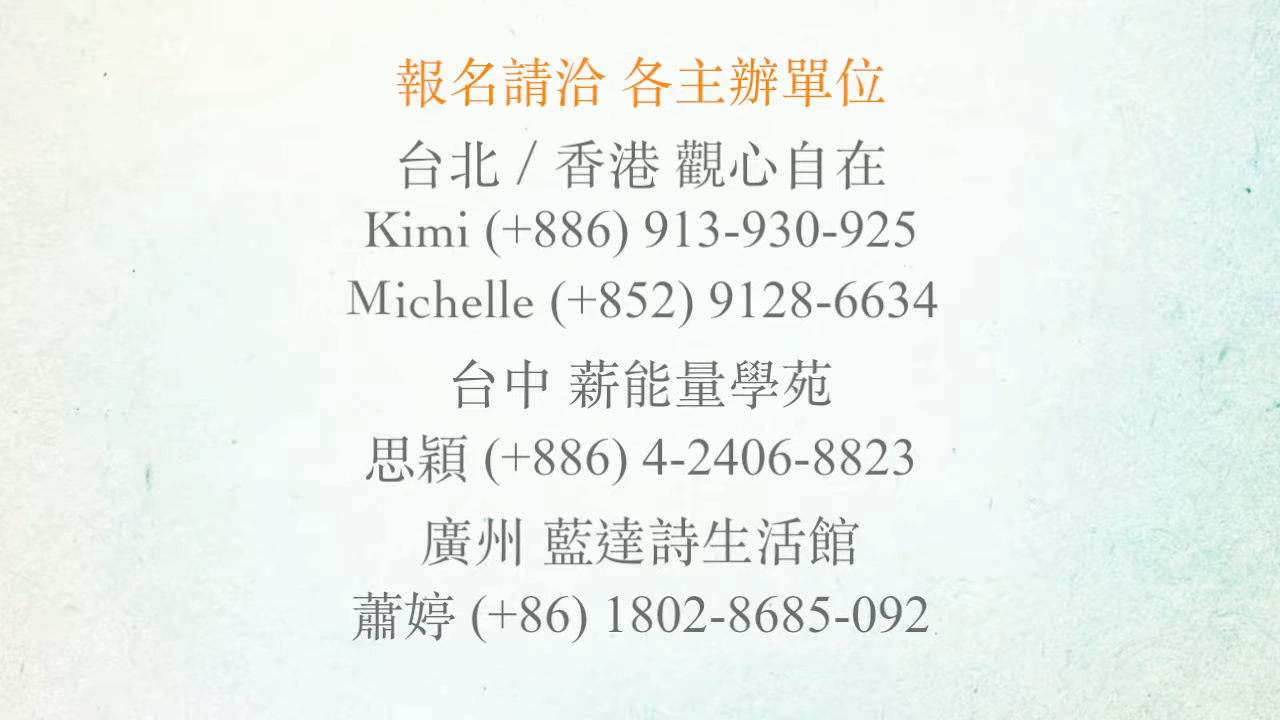 報名請洽 各主辦單位
台北 / 香港 觀心自在
Kimi (+886) 913-930-925
Michelle (+852) 9128-6634
台中 薪能量學苑
思穎 (+886) 4-2406-8823
廣州 藍達詩生活館
蕭婷 (+86) 1802-8685-092